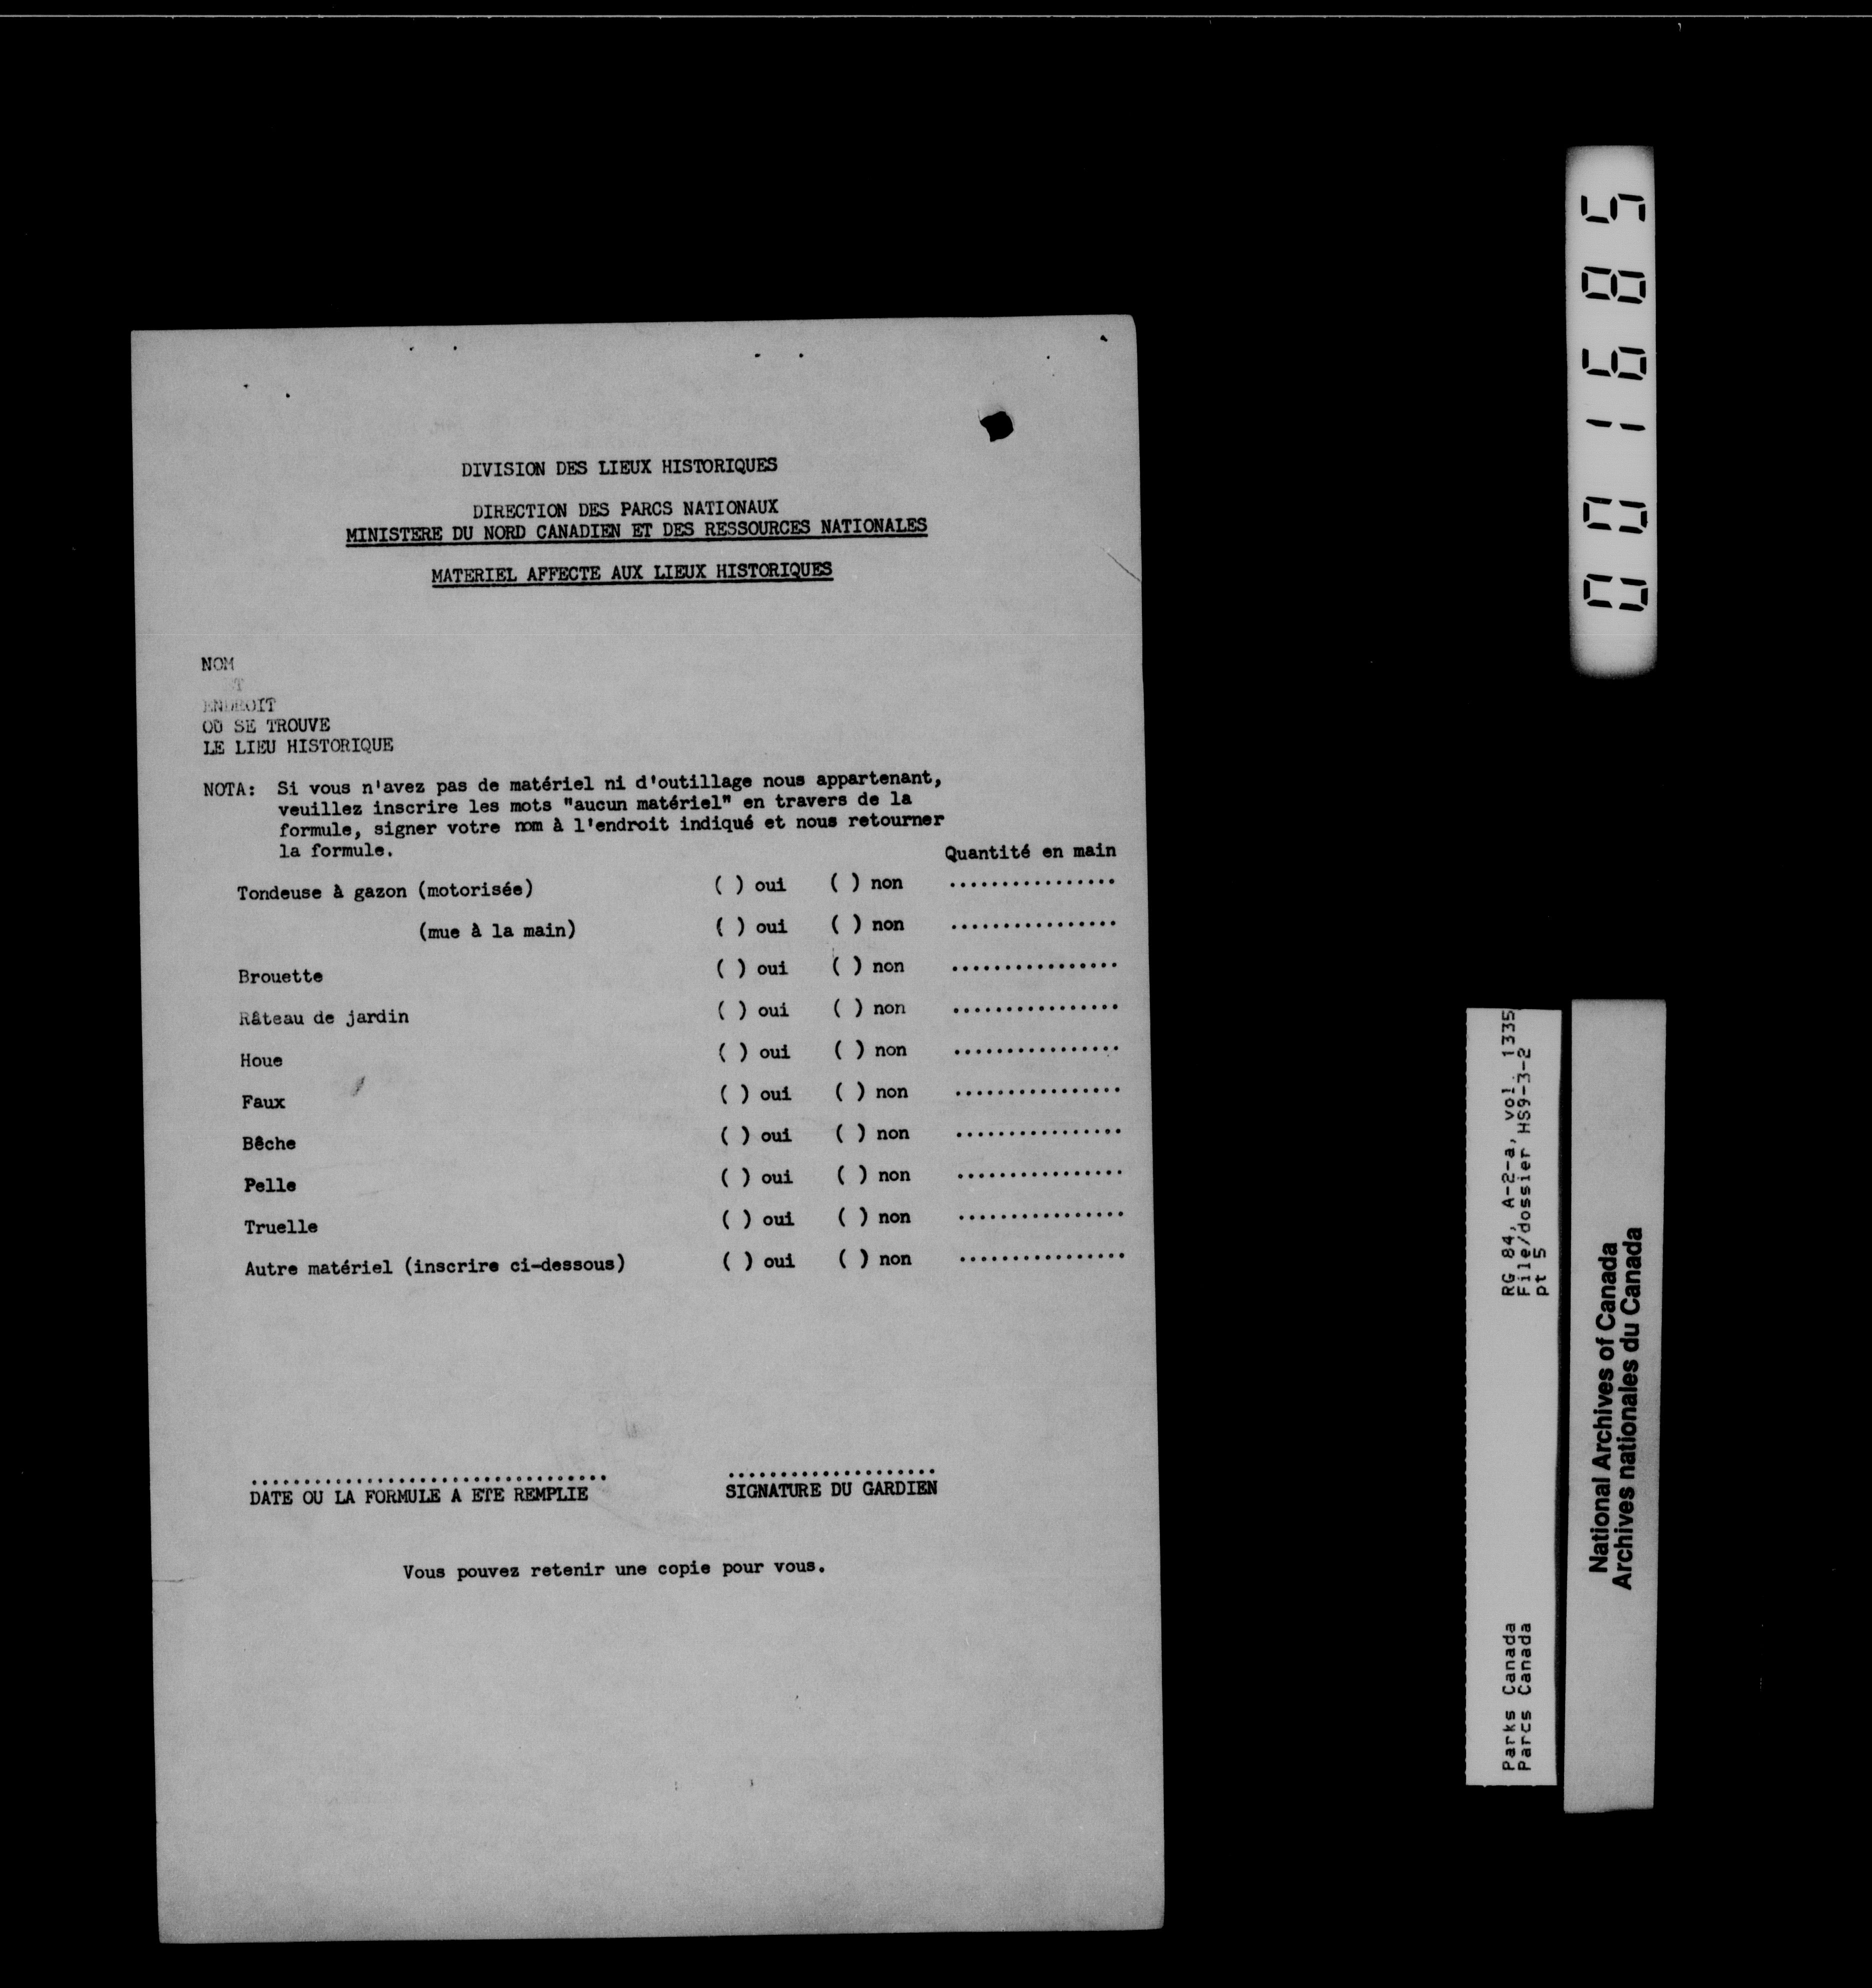 DIVISION DES LIEUX HISTORIQUES
DIRECTION DES PARCS NATIONAUX
MINISTERE DU NORD CANADIEN ET DES RESSOURCES NATIONALES
MATERIEL AFFECTE AUX LIEUX HISTORIQUES
NOM
ET
ENDROIT
OÙ SE TROUVE
LE LIEU HISTORIQUE
NOTA: Si vous n'avez pas de matériel ni d'outillage nous appartenant,
veuillez inscrire les mots "aucun matériel" en travers de la
formule, signer votre nom à l'endroit indiqué et nous retourner
la formule.
Quantité en main
Tondeuse à gazon (motorisée) ( ) oui ( ) non ................
(mue à la main) ( ) oui ( ) non ................
Brouette ( ) oui ( ) non ................
Râteau de jardin ( ) oui ( ) non ................
Houe ( ) oui ( ) non ................
Faux ( ) oui ( ) non ................
Bêche ( ) oui ( ) non ................
Pelle ( ) oui ( ) non ................
Truelle ( ) oui ( ) non ................
Autre matériel (inscrire ci-dessous) ( ) oui ( ) non ................
.................................. ....................
DATE OU LA FORMULE A ETE REMPLIE SIGNATURE DU GARDIEN
Vous pouvez retenir une copie pour vous.
001685
Parks Canada RG 84, A-2-a, vol. 1335
Parcs Canada File/dossier HS9-3-2
pt 5
National Archives of Canada
Archives nationales du Canada